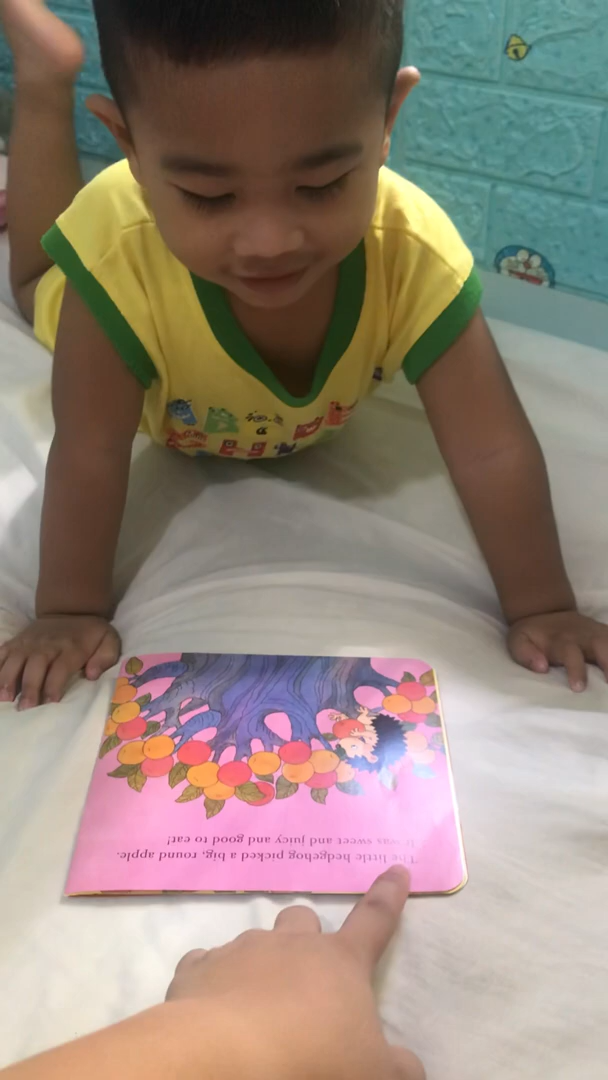 The little hedgehog picked a big, round apple.
It was sweet and juicy and good to eat!